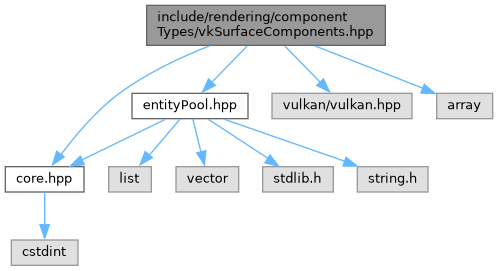 include/rendering/component
Types/vkSurfaceComponents.hpp
entityPool.hpp
vulkan/vulkan.hpp
array
core.hpp
list
vector
stdlib.h
string.h
cstdint